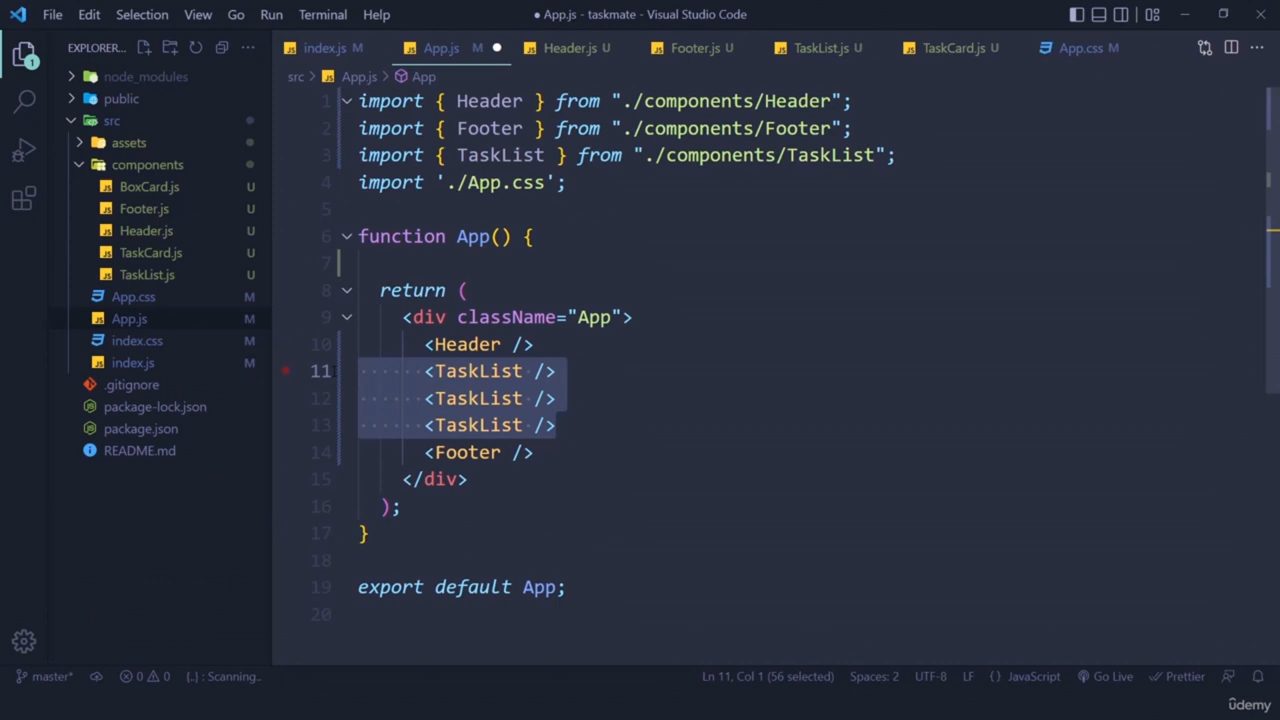 File Edit Selection View Go Run Terminal Help
● App.js - taskmate - Visual Studio Code
EXPLORER...
index.js M
App.js M ●
Header.js U
Footer.js U
TaskList.js U
TaskCard.js U
App.css M
node_modules
public
src
assets
components
BoxCard.js U
Footer.js U
Header.js U
TaskCard.js U
TaskList.js U
App.css M
App.js M
index.css M
index.js M
.gitignore
package-lock.json
package.json
README.md
1
src > App.js > App
1 import { Header } from "./components/Header";
2 import { Footer } from "./components/Footer";
3 import { TaskList } from "./components/TaskList";
4 import './App.css';
5
6 function App() {
7
8 return (
9 <div className="App">
10 <Header />
11 <TaskList />
12 <TaskList />
13 <TaskList />
14 <Footer />
15 </div>
16 );
17 }
18
19 export default App;
20
master* 0 0 {..} : Scanning..
Ln 11, Col 1 (56 selected) Spaces: 2 UTF-8 LF {} JavaScript Go Live Prettier
ûdemy